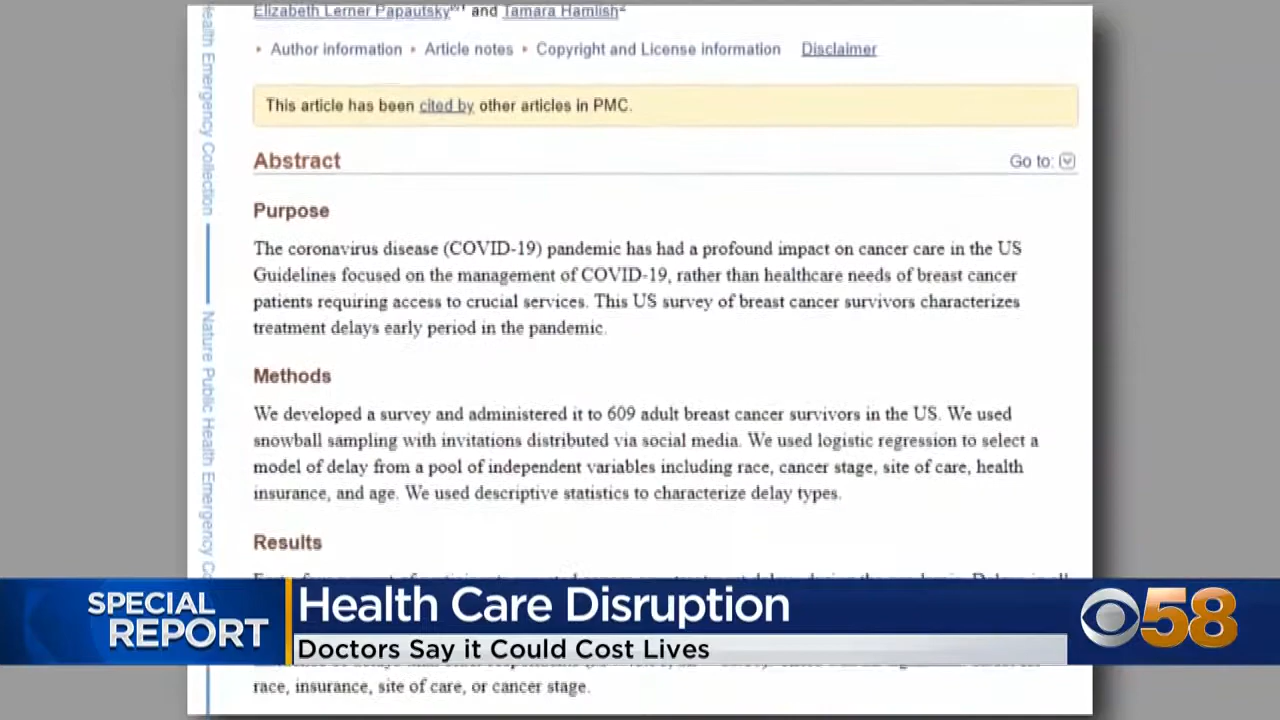 Elizabeth Lerner Papautsky and Tamara Hamlish
• Author information • Article notes • Copyright and License information Disclaimer
This article has been cited by other articles in PMC.
Abstract
Go to:
Purpose
The coronavirus disease (COVID-19) pandemic has had a profound impact on cancer care in the US
Guidelines focused on the management of COVID-19, rather than healthcare needs of breast cancer
patients requiring access to crucial services. This US survey of breast cancer survivors characterizes
treatment delays early period in the pandemic.
Methods
We developed a survey and administered it to 609 adult breast cancer survivors in the US. We used
snowball sampling with invitations distributed via social media. We used logistic regression to select a
model of delay from a pool of independent variables including race, cancer stage, site of care, health
insurance, and age. We used descriptive statistics to characterize delay types.
Results
race, insurance, site of care, or cancer stage.
Health Emergency Collection
Nature Public Health Emergency
SPECIAL
REPORT
Health Care Disruption
Doctors Say it Could Cost Lives
58